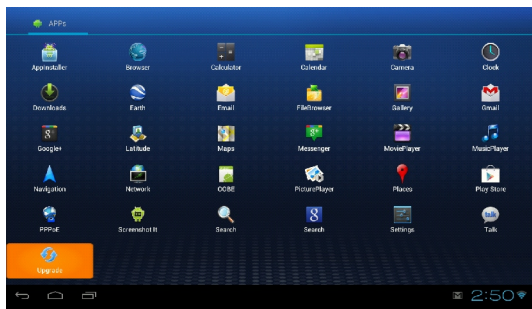 APPs
AppInstaller Browser Calculator Calendar Camera Clock
Downloads Earth Email FileBrowser Gallery Gmail
Google+ Latitude Maps Messenger MoviePlayer MusicPlayer
Navigation Network OOBE PicturePlayer Places Play Store
PPPoE Screenshot It Search Search Settings Talk
Upgrade
2:50